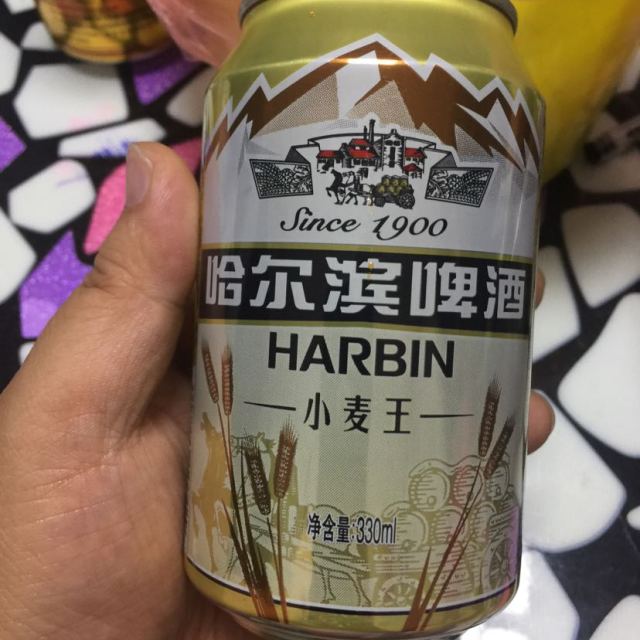 Since 1900
哈尔滨啤酒
HARBIN
小麦王
净含量:330ml